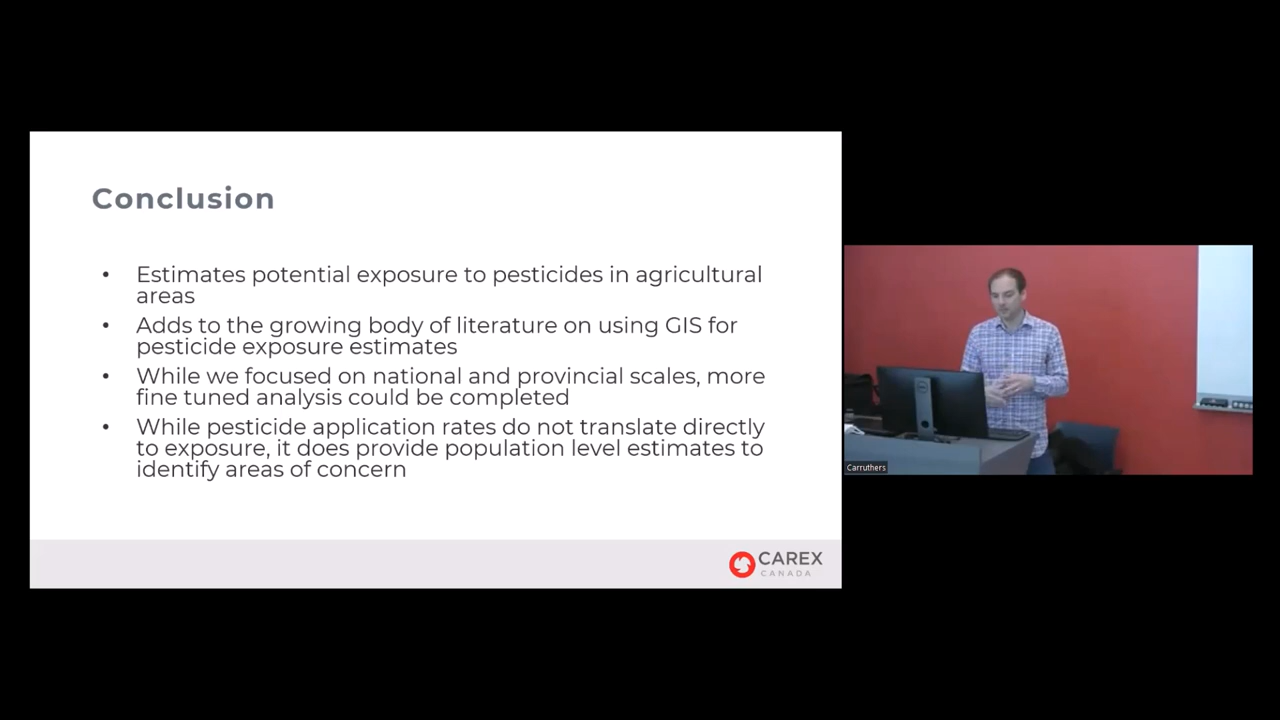 Conclusion
• Estimates potential exposure to pesticides in agricultural
areas
• Adds to the growing body of literature on using GIS for
pesticide exposure estimates
• While we focused on national and provincial scales, more
fine tuned analysis could be completed
• While pesticide application rates do not translate directly
to exposure, it does provide population level estimates to
identify areas of concern
CAREX
CANADA
Carruthers